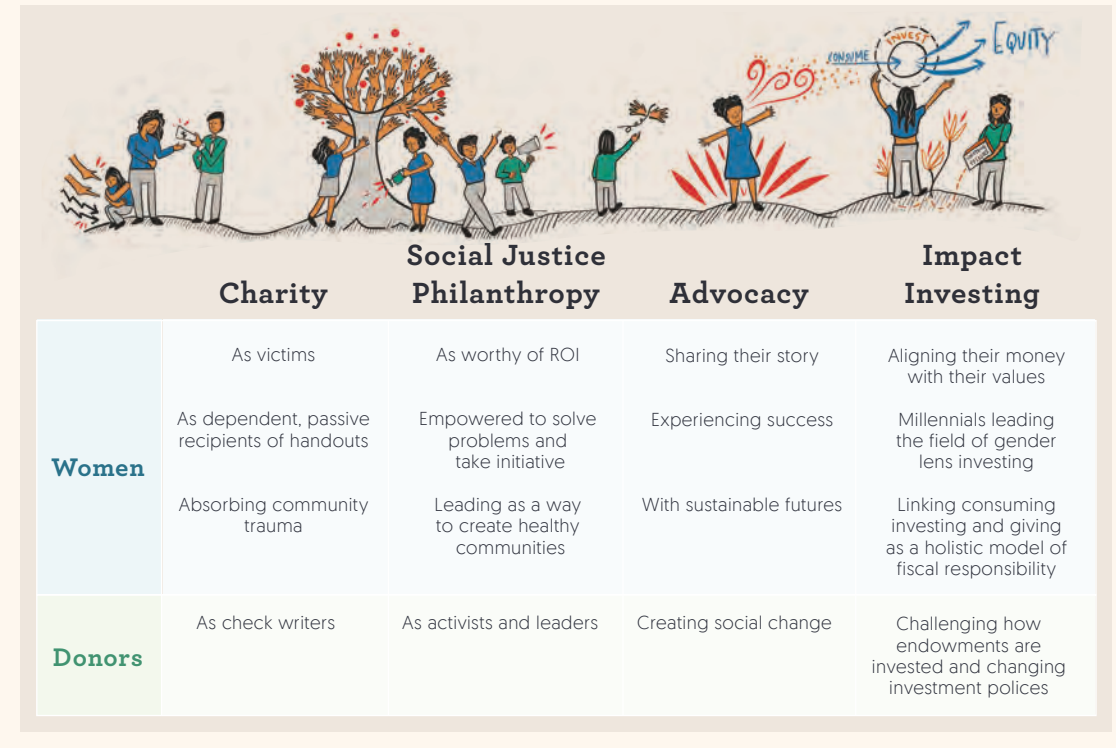 CONSUME
INVEST
EQUITY
Charity
Social Justice
Philanthropy
Advocacy
Impact
Investing
Women
As victims
As worthy of ROI
Sharing their story
Aligning their money
with their values
As dependent, passive
recipients of handouts
Empowered to solve
problems and
take initiative
Experiencing success
Millennials leading
the field of gender
lens investing
Absorbing community
trauma
Leading as a way
to create healthy
communities
With sustainable futures
Linking consuming
investing and giving
as a holistic model of
fiscal responsibility
Donors
As check writers
As activists and leaders
Creating social change
Challenging how
endowments are
invested and changing
investment polices